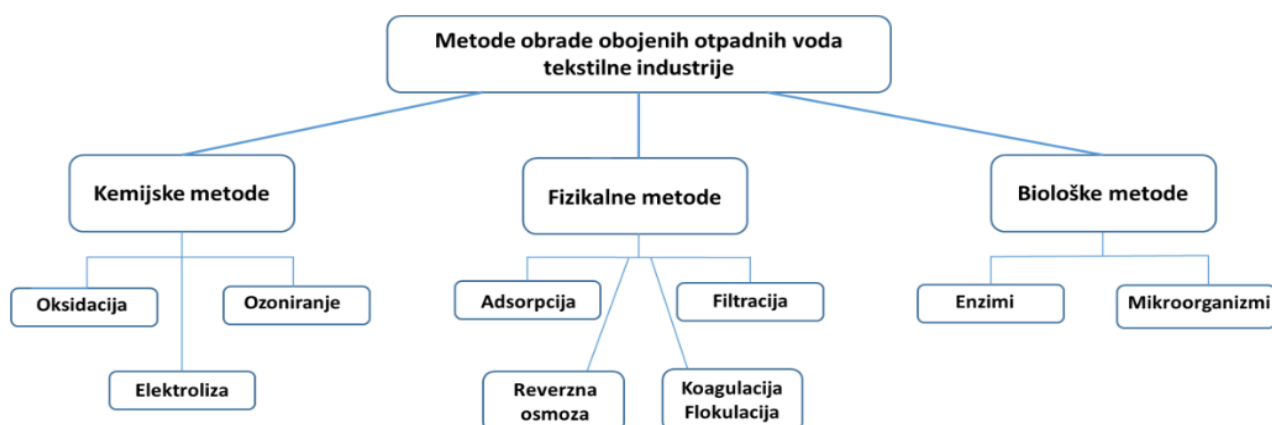 Metode obrade obojenih otpadnih voda
tekstilne industrije
Kemijske metode
Fizikalne metode
Biološke metode
Oksidacija
Ozoniranje
Adsorpcija
Filtracija
Enzimi
Mikroorganizmi
Elektroliza
Reverzna
osmoza
Koagulacija
Flokulacija